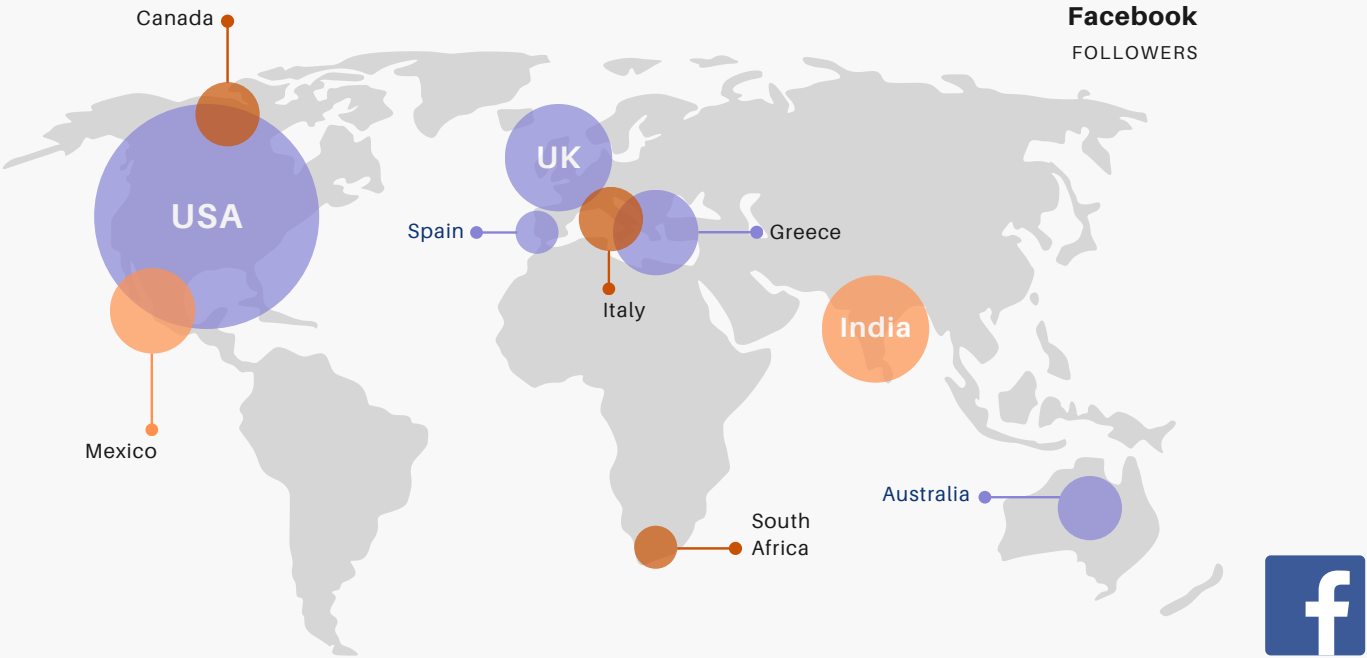 Canada
Facebook
FOLLOWERS
UK
USA
Spain
Greece
Italy
India
Mexico
Australia
South
Africa
f